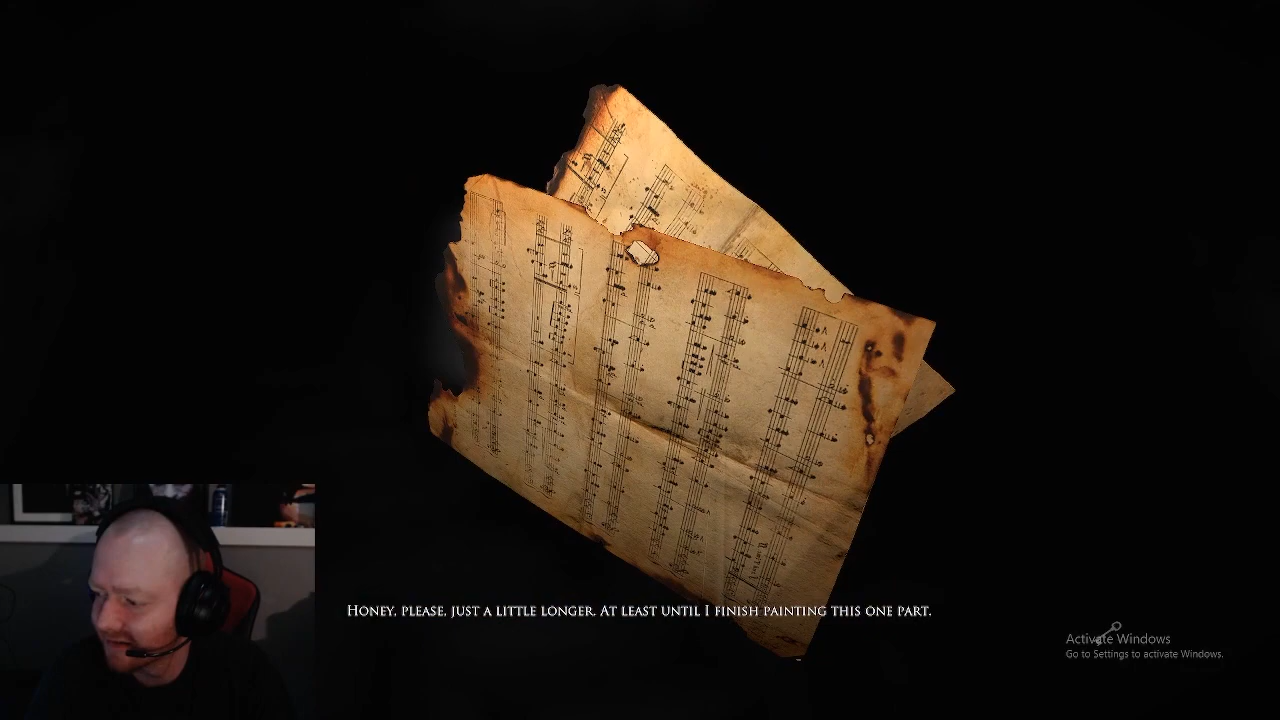 Honey, please, just a little longer. At least until I finish painting this one part.
Activate Windows
Go to Settings to activate Windows.